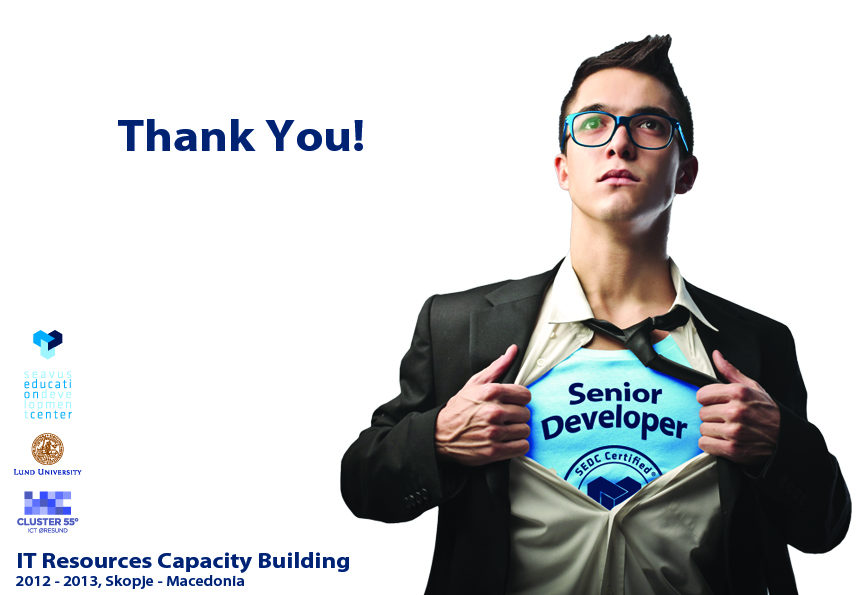 Thank You!
Senior
Developer
SEDC Certified®
seavus
educati
ondeve
lopmen
tcenter
LUND UNIVERSITY
CLUSTER 55°
ICT ØRESUND
IT Resources Capacity Building
2012 - 2013, Skopje - Macedonia